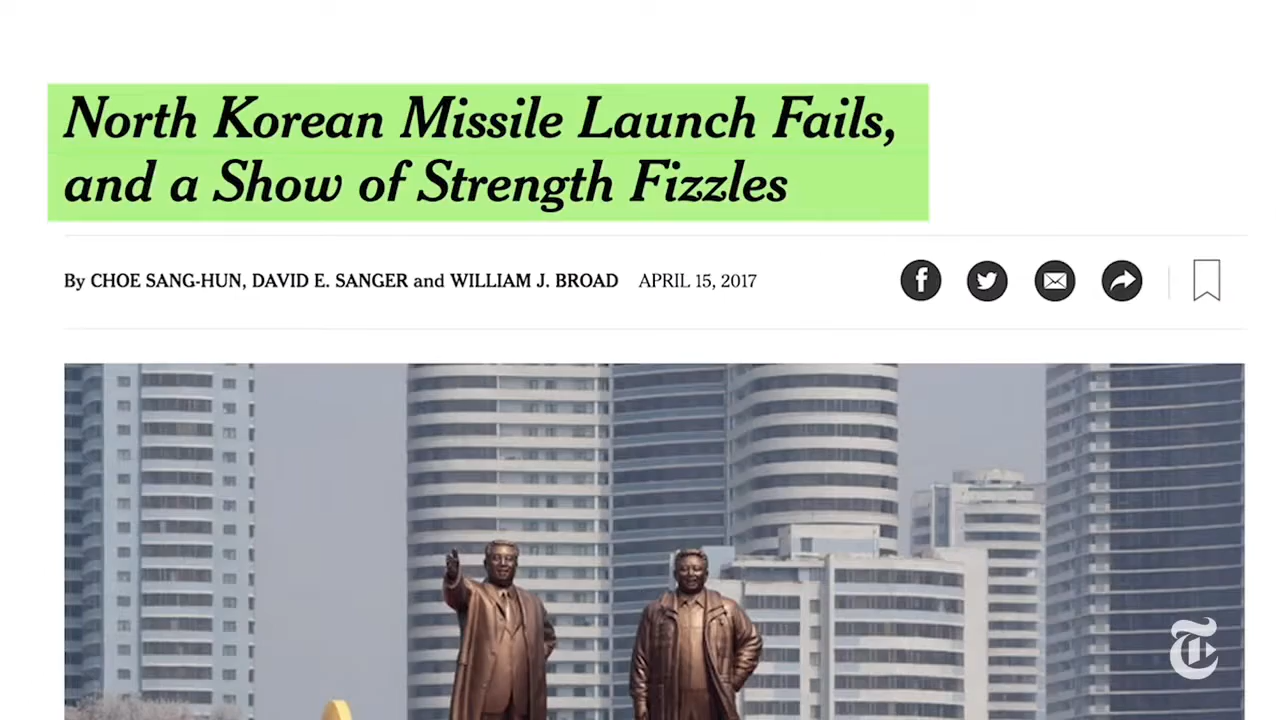 North Korean Missile Launch Fails,
and a Show of Strength Fizzles
By CHOE SANG-HUN, DAVID E. SANGER and WILLIAM J. BROAD APRIL 15, 2017